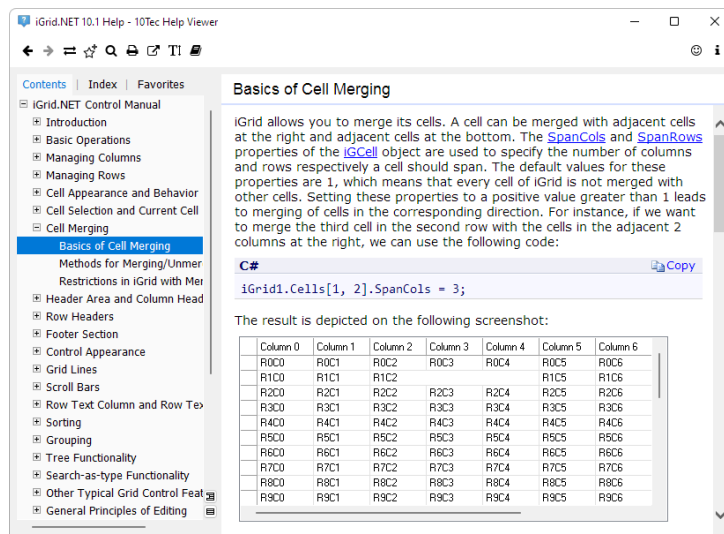 iGrid.NET 10.1 Help - 10Tec Help Viewer
Contents | Index | Favorites
iGrid.NET Control Manual
Introduction
Basic Operations
Managing Columns
Managing Rows
Cell Appearance and Behavior
Cell Selection and Current Cell
Cell Merging
Basics of Cell Merging
Methods for Merging/Unmer
Restrictions in iGrid with Mer
Header Area and Column Head
Row Headers
Footer Section
Control Appearance
Grid Lines
Scroll Bars
Row Text Column and Row Tex
Sorting
Grouping
Tree Functionality
Search-as-type Functionality
Other Typical Grid Control Feat
General Principles of Editing
Basics of Cell Merging
iGrid allows you to merge its cells. A cell can be merged with adjacent cells
at the right and adjacent cells at the bottom. The SpanCols and SpanRows
properties of the iGCell object are used to specify the number of columns
and rows respectively a cell should span. The default values for these
properties are 1, which means that every cell of iGrid is not merged with
other cells. Setting these properties to a positive value greater than 1 leads
to merging of cells in the corresponding direction. For instance, if we want
to merge the third cell in the second row with the cells in the adjacent 2
columns at the right, we can use the following code:
C# Copy
iGrid1.Cells[1, 2].SpanCols = 3;
The result is depicted on the following screenshot:
Column 0 Column 1 Column 2 Column 3 Column 4 Column 5 Column 6
R0C0 R0C1 R0C2 R0C3 R0C4 R0C5 R0C6
R1C0 R1C1 R1C2 R1C5 R1C6
R2C0 R2C1 R2C2 R2C3 R2C4 R2C5 R2C6
R3C0 R3C1 R3C2 R3C3 R3C4 R3C5 R3C6
R4C0 R4C1 R4C2 R4C3 R4C4 R4C5 R4C6
R5C0 R5C1 R5C2 R5C3 R5C4 R5C5 R5C6
R6C0 R6C1 R6C2 R6C3 R6C4 R6C5 R6C6
R7C0 R7C1 R7C2 R7C3 R7C4 R7C5 R7C6
R8C0 R8C1 R8C2 R8C3 R8C4 R8C5 R8C6
R9C0 R9C1 R9C2 R9C3 R9C4 R9C5 R9C6